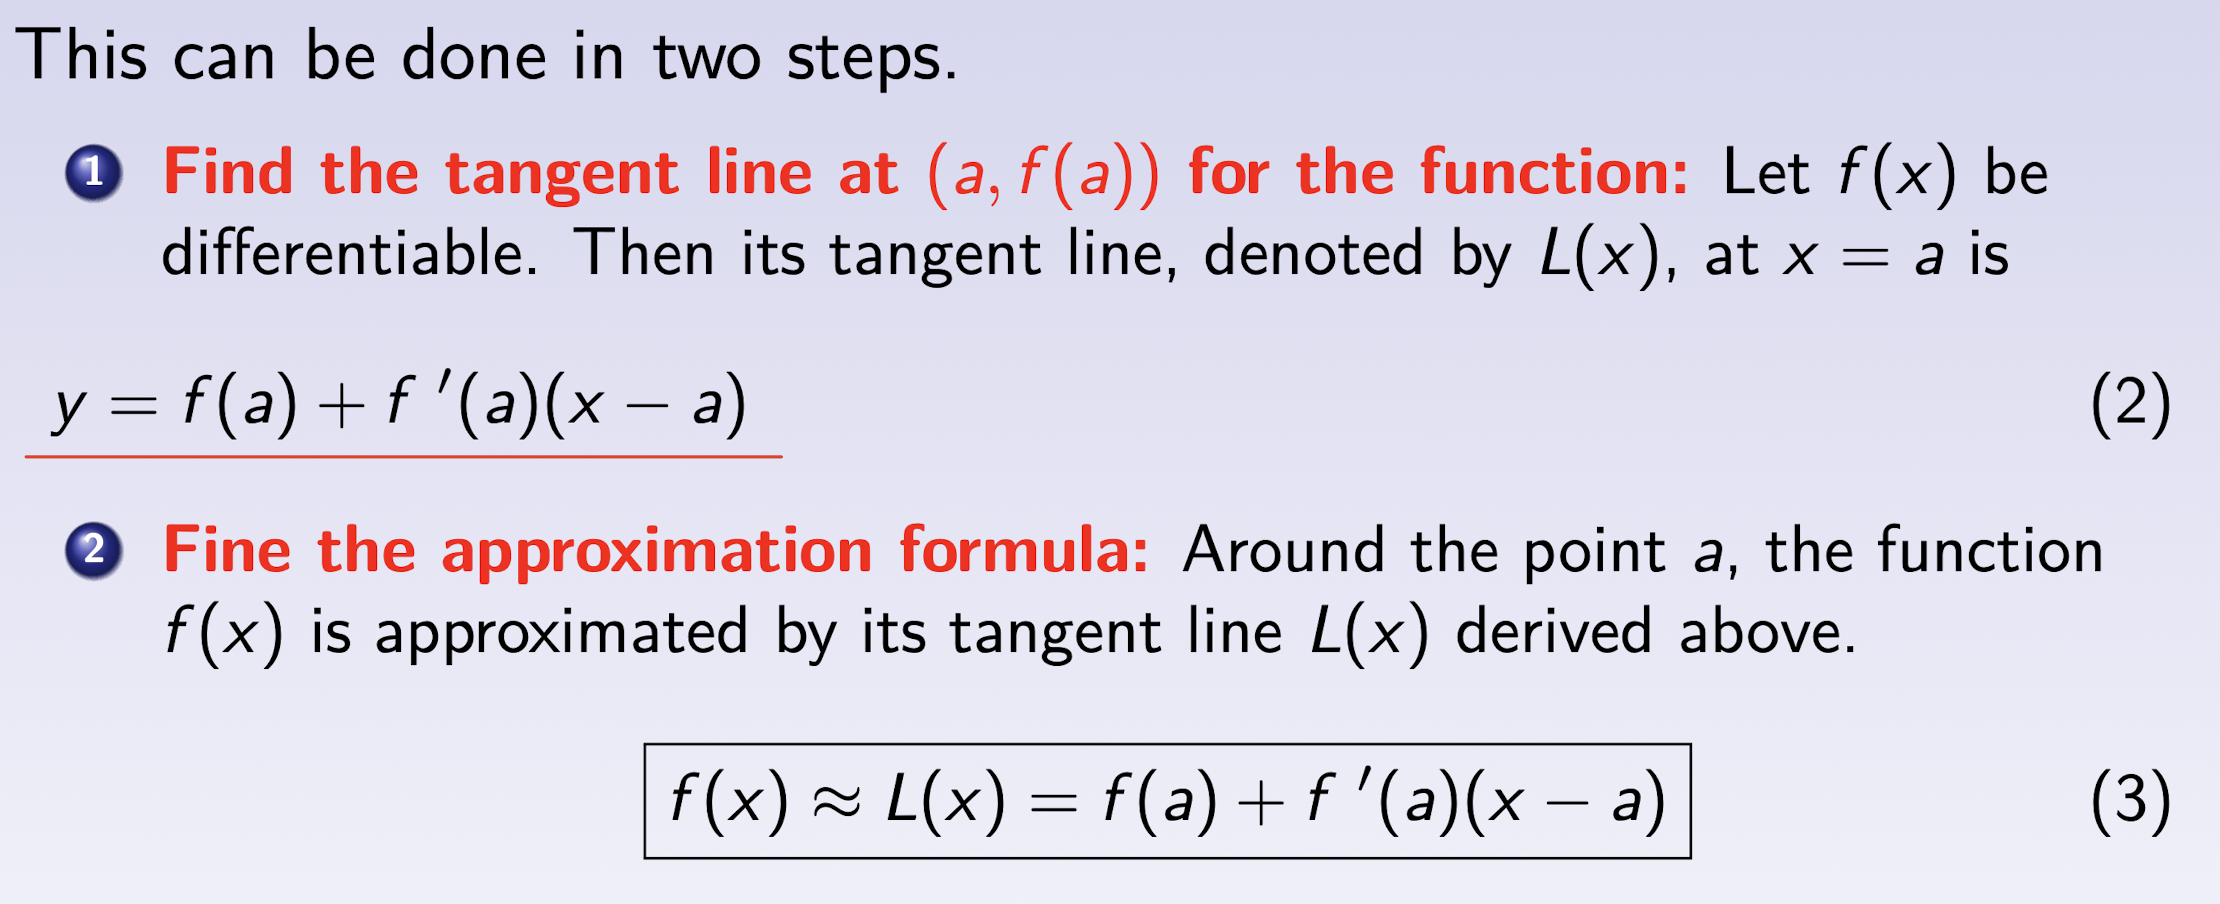 This can be done in two steps.
1 Find the tangent line at (a, f(a)) for the function: Let f(x) be
differentiable. Then its tangent line, denoted by L(x), at x = a is
y = f(a) + f ′(a)(x − a) (2)
2 Fine the approximation formula: Around the point a, the function
f(x) is approximated by its tangent line L(x) derived above.
f(x) ≈ L(x) = f(a) + f ′(a)(x − a) (3)